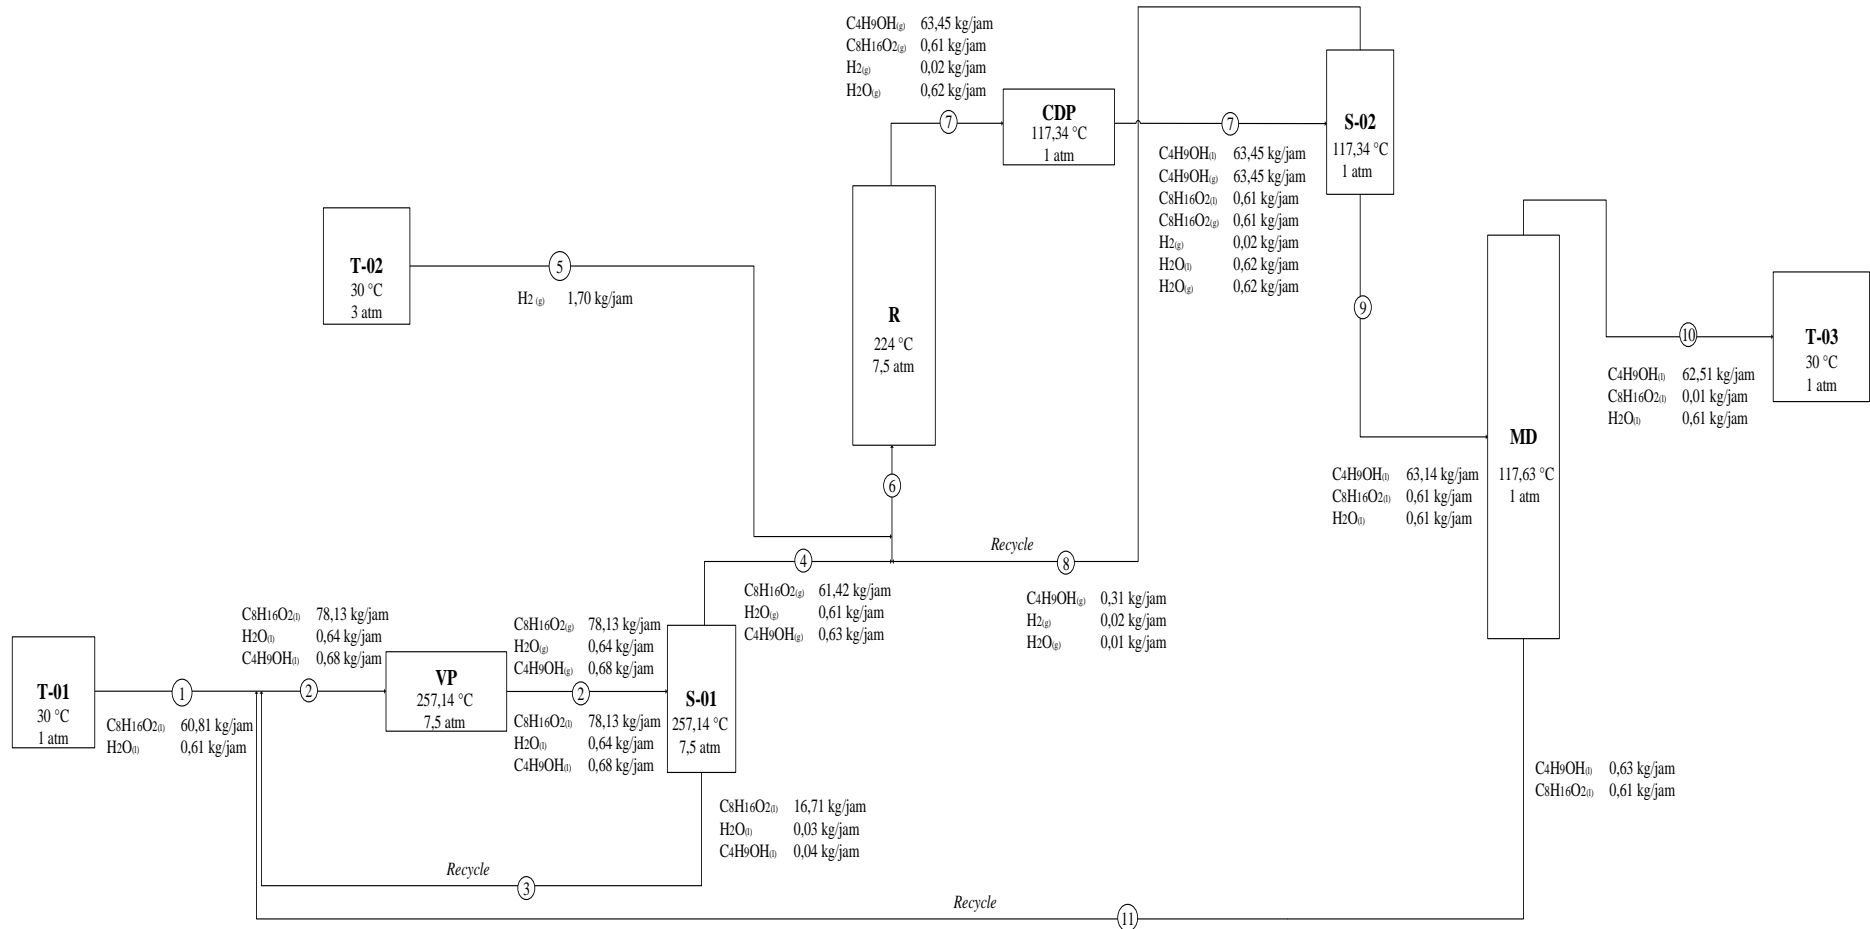 C4H9OH(g) 63,45 kg/jam
C8H16O2(g) 0,61 kg/jam
H2(g) 0,02 kg/jam
H2O(g) 0,62 kg/jam
7
CDP
117,34 °C
1 atm
7
S-02
117,34 °C
1 atm
C4H9OH(l) 63,45 kg/jam
C4H9OH(g) 63,45 kg/jam
C8H16O2(l) 0,61 kg/jam
C8H16O2(g) 0,61 kg/jam
H2(g) 0,02 kg/jam
H2O(l) 0,62 kg/jam
H2O(g) 0,62 kg/jam
T-02
30 °C
3 atm
5
H2 (g) 1,70 kg/jam
R
224 °C
7,5 atm
9
10
T-03
30 °C
1 atm
C4H9OH(l) 62,51 kg/jam
C8H16O2(l) 0,01 kg/jam
H2O(l) 0,61 kg/jam
MD
117,63 °C
1 atm
C4H9OH(l) 63,14 kg/jam
C8H16O2(l) 0,61 kg/jam
H2O(l) 0,61 kg/jam
6
4
Recycle
8
C8H16O2(g) 61,42 kg/jam
H2O(g) 0,61 kg/jam
C4H9OH(g) 0,63 kg/jam
C4H9OH(g) 0,31 kg/jam
H2(g) 0,02 kg/jam
H2O(g) 0,01 kg/jam
C8H16O2(l) 78,13 kg/jam
H2O(l) 0,64 kg/jam
C4H9OH(l) 0,68 kg/jam
C8H16O2(g) 78,13 kg/jam
H2O(g) 0,64 kg/jam
C4H9OH(g) 0,68 kg/jam
T-01
30 °C
1 atm
1
C8H16O2(l) 60,81 kg/jam
H2O(l) 0,61 kg/jam
2
VP
257,14 °C
7,5 atm
2
C8H16O2(l) 78,13 kg/jam
H2O(l) 0,64 kg/jam
C4H9OH(l) 0,68 kg/jam
S-01
257,14 °C
7,5 atm
C8H16O2(l) 16,71 kg/jam
H2O(l) 0,03 kg/jam
C4H9OH(l) 0,04 kg/jam
C4H9OH(l) 0,63 kg/jam
C8H16O2(l) 0,61 kg/jam
Recycle
3
Recycle
11